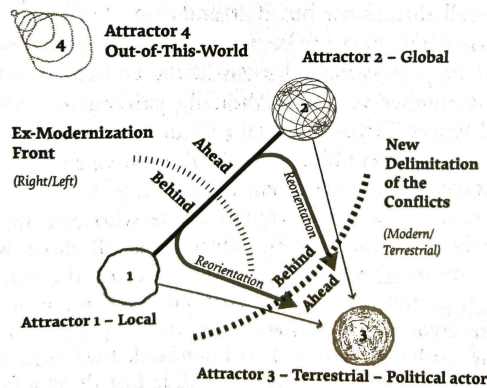 4
Attractor 4
Out-of-This-World
Attractor 2 – Global
2
Ex-Modernization
Front
(Right/Left)
Ahead
Behind
New
Delimitation
of the
Conflicts
(Modern/
Terrestrial)
Reorientation
Reorientation
Behind
Ahead
1
Attractor 1 – Local
3
Attractor 3 – Terrestrial – Political actor